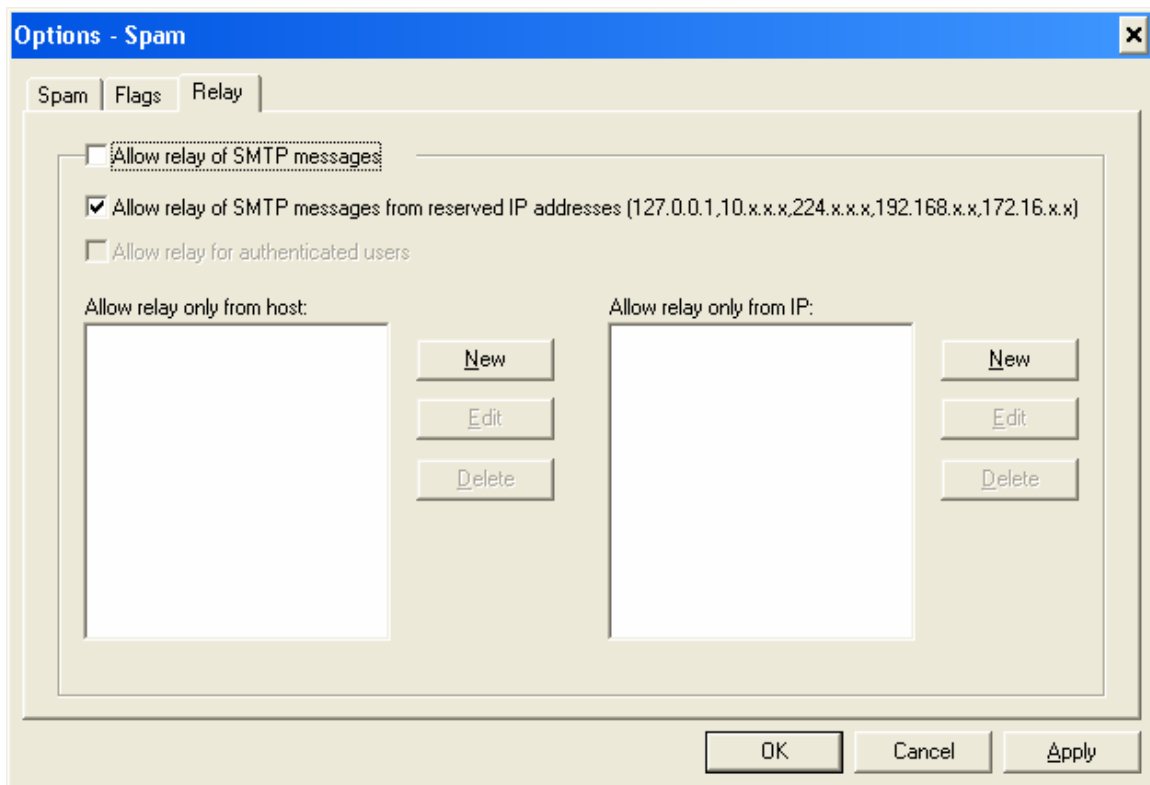 Options - Spam
Spam Flags Relay
Allow relay of SMTP messages
Allow relay of SMTP messages from reserved IP addresses (127.0.0.1,10.x.x.x,224.x.x.x,192.168.x.x,172.16.x.x)
Allow relay for authenticated users
Allow relay only from host:
New
Edit
Delete
Allow relay only from IP:
New
Edit
Delete
OK Cancel Apply